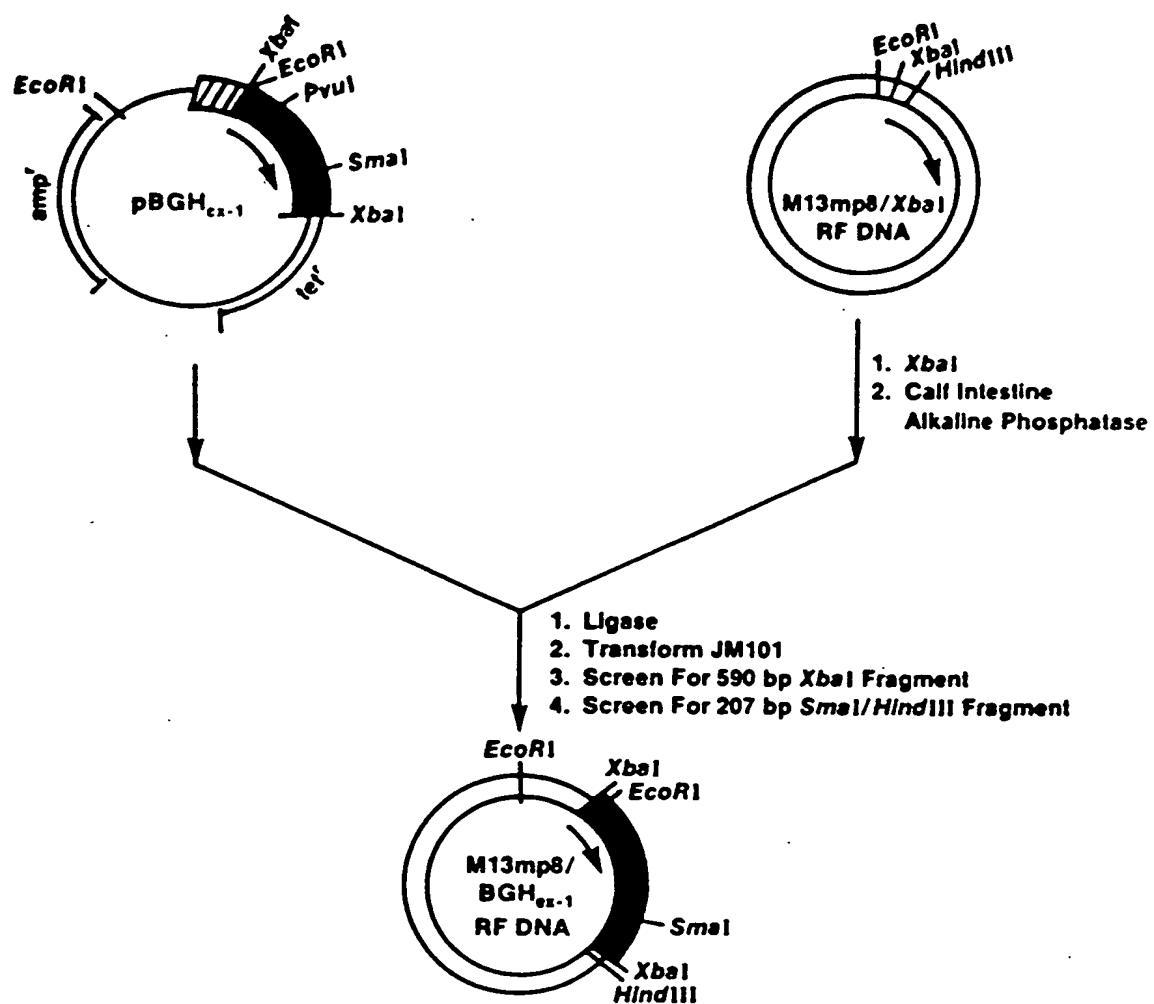 XbaI
EcoRI
EcoRI
PvuI
SmaI
XbaI
ampʳ
pBGHex-1
tetʳ
EcoRI
XbaI
HindIII
M13mp8/XbaI
RF DNA
1. XbaI
2. Calf Intestine
Alkaline Phosphatase
1. Ligase
2. Transform JM101
3. Screen For 590 bp XbaI Fragment
4. Screen For 207 bp SmaI/HindIII Fragment
EcoRI
XbaI
EcoRI
M13mp8/
BGHex-1
RF DNA
SmaI
XbaI
HindIII